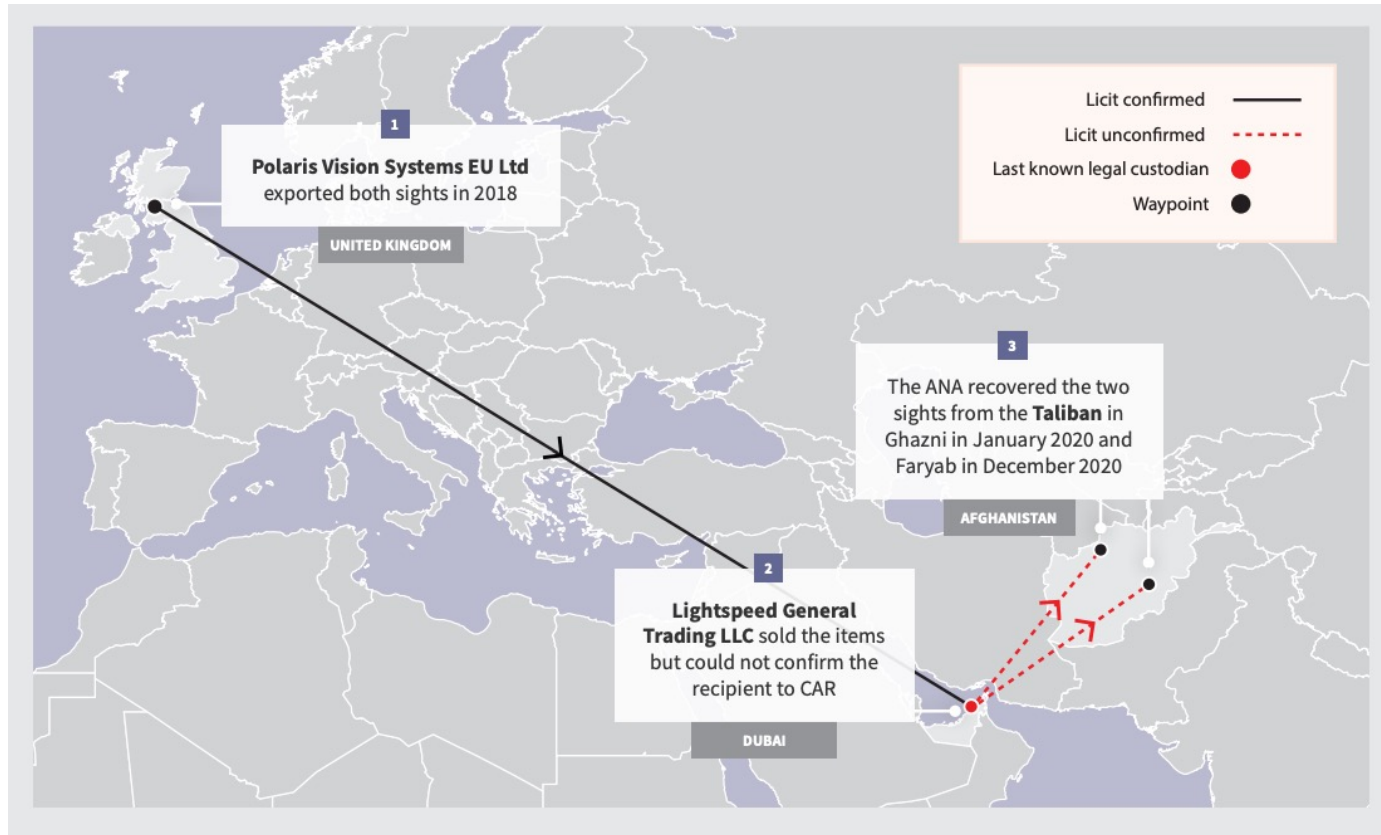 1
Polaris Vision Systems EU Ltd
exported both sights in 2018
UNITED KINGDOM
Licit confirmed
Licit unconfirmed
Last known legal custodian
Waypoint
2
Lightspeed General
Trading LLC sold the items
but could not confirm the
recipient to CAR
DUBAI
3
The ANA recovered the two
sights from the Taliban in
Ghazni in January 2020 and
Faryab in December 2020
AFGHANISTAN